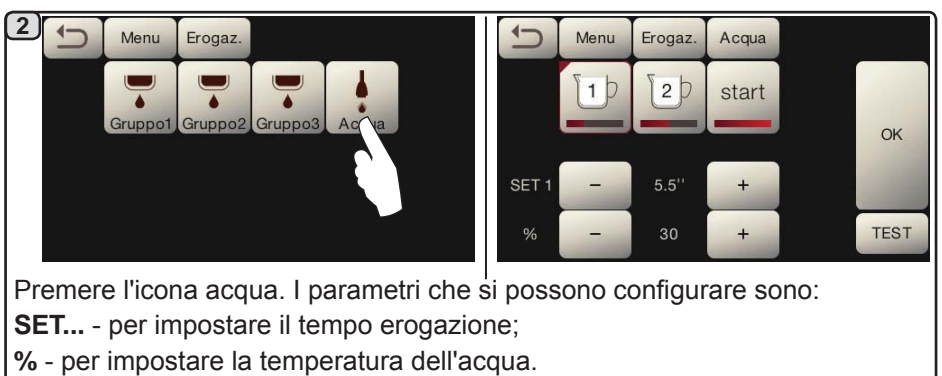 2
Menu Erogaz.
Gruppo1 Gruppo2 Gruppo3 Acqua
Menu Erogaz. Acqua
1 2 start
OK
SET 1 - 5.5'' +
% - 30 + TEST
Premere l'icona acqua. I parametri che si possono configurare sono:
SET... - per impostare il tempo erogazione;
% - per impostare la temperatura dell'acqua.